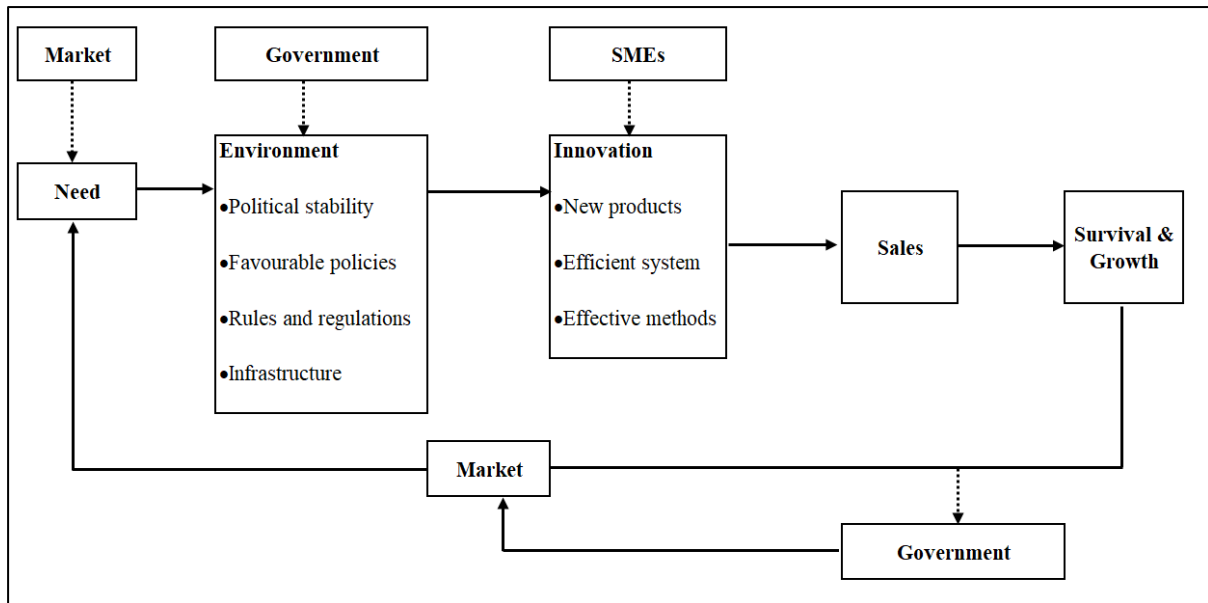 Market
Government
SMEs
Need
Environment
•Political stability
•Favourable policies
•Rules and regulations
•Infrastructure
Innovation
•New products
•Efficient system
•Effective methods
Sales
Survival &
Growth
Market
Government